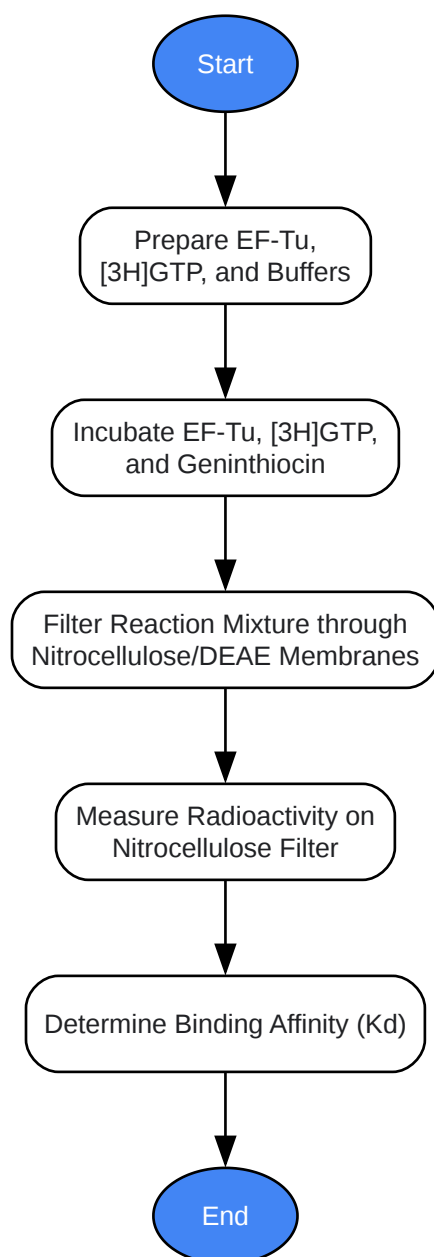 Start
Prepare EF-Tu,
[3H]GTP, and Buffers
Incubate EF-Tu, [3H]GTP,
and Geninthiocin
Filter Reaction Mixture through
Nitrocellulose/DEAE Membranes
Measure Radioactivity on
Nitrocellulose Filter
Determine Binding Affinity (Kd)
End